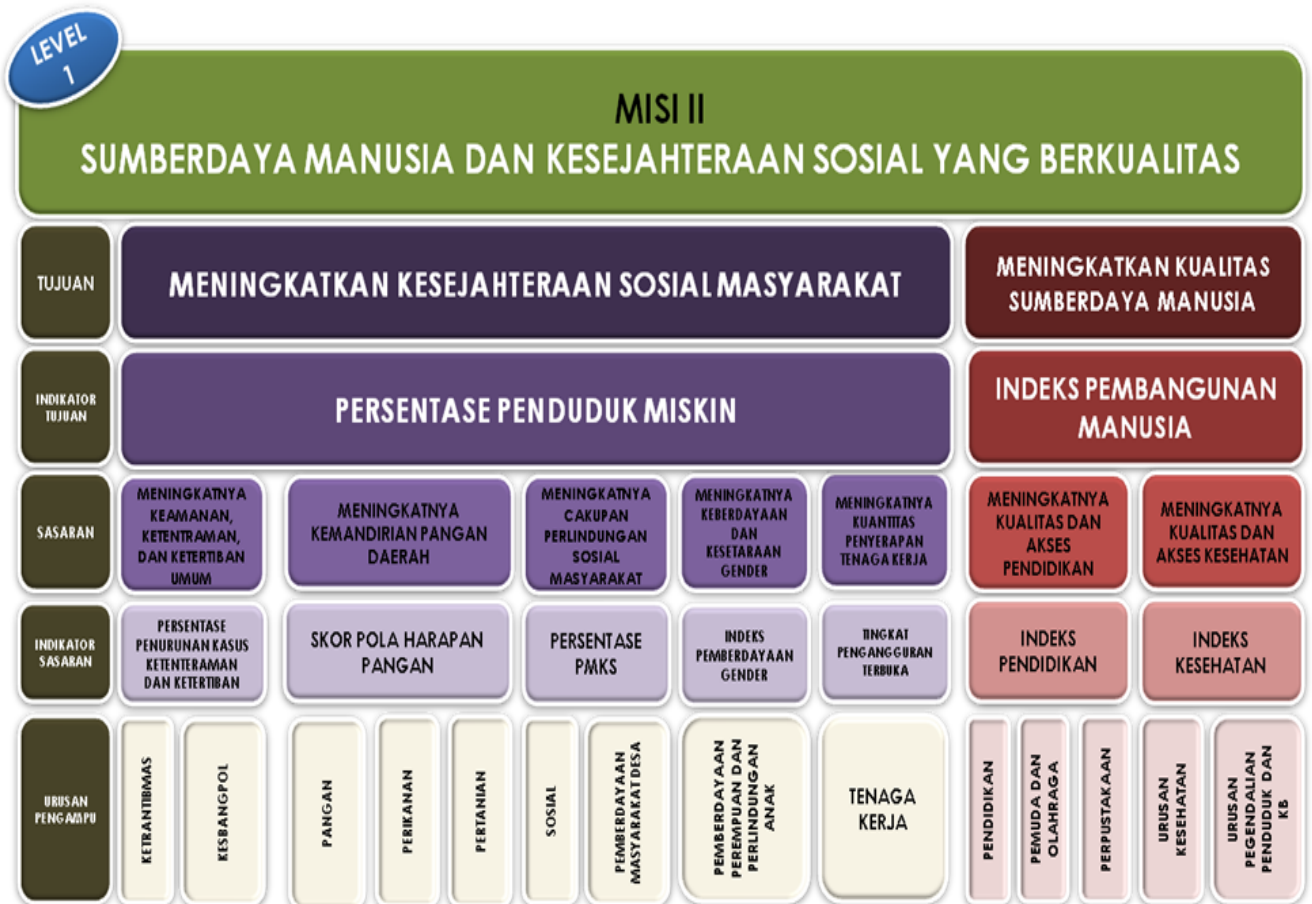 LEVEL
1
MISI II
SUMBERDAYA MANUSIA DAN KESEJAHTERAAN SOSIAL YANG BERKUALITAS
TUJUAN
MENINGKATKAN KESEJAHTERAAN SOSIAL MASYARAKAT
MENINGKATKAN KUALITAS
SUMBERDAYA MANUSIA
INDIKATOR
TUJUAN
PERSENTASE PENDUDUK MISKIN
INDEKS PEMBANGUNAN
MANUSIA
SASARAN
MENINGKATNYA
KEAMANAN,
KETENTRAMAN,
DAN KETERTIBAN
UMUM
MENINGKATNYA
KEMANDIRIAN PANGAN
DAERAH
MENINGKATNYA
CAKUPAN
PERLINDUNGAN
SOSIAL
MASYARAKAT
MENINGKATNYA
KEBERDAYAAN
DAN
KESETARAAN
GENDER
MENINGKATNYA
KUANTITAS
PENYERAPAN
TENAGA KERJA
MENINGKATNYA
KUALITAS DAN
AKSES
PENDIDIKAN
MENINGKATNYA
KUALITAS DAN
AKSES KESEHATAN
INDIKATOR
SASARAN
PERSENTASE
PENURUNAN KASUS
KETENTERAMAN
DAN KETERTIBAN
SKOR POLA HARAPAN
PANGAN
PERSENTASE
PMKS
INDEKS
PEMBERDAYAAN
GENDER
TINGKAT
PENGANGGURAN
TERBUKA
INDEKS
PENDIDIKAN
INDEKS
KESEHATAN
URUSAN
PENGAMPU
KETRANTIBMAS
KESBANGPOL
PANGAN
PERIKANAN
PERTANIAN
SOSIAL
PEMBERDAYAAN
MASYARAKAT DESA
PEMBERDAYAAN
PEREMPUAN DAN
PERLINDUNGAN
ANAK
TENAGA
KERJA
PENDIDIKAN
PEMUDA DAN
OLAHRAGA
PERPUSTAKAAN
URUSAN
KESEHATAN
URUSAN
PEGENDALIAN
PENDUDUK DAN
KB